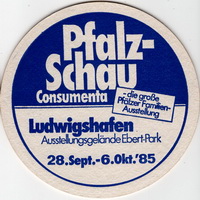 Pfalz-
Schau
Consumenta
- die große
Pfälzer Familien-
Ausstellung
Ludwigshafen
Ausstellungsgelände Ebert-Park
28. Sept.-6.Okt.'85